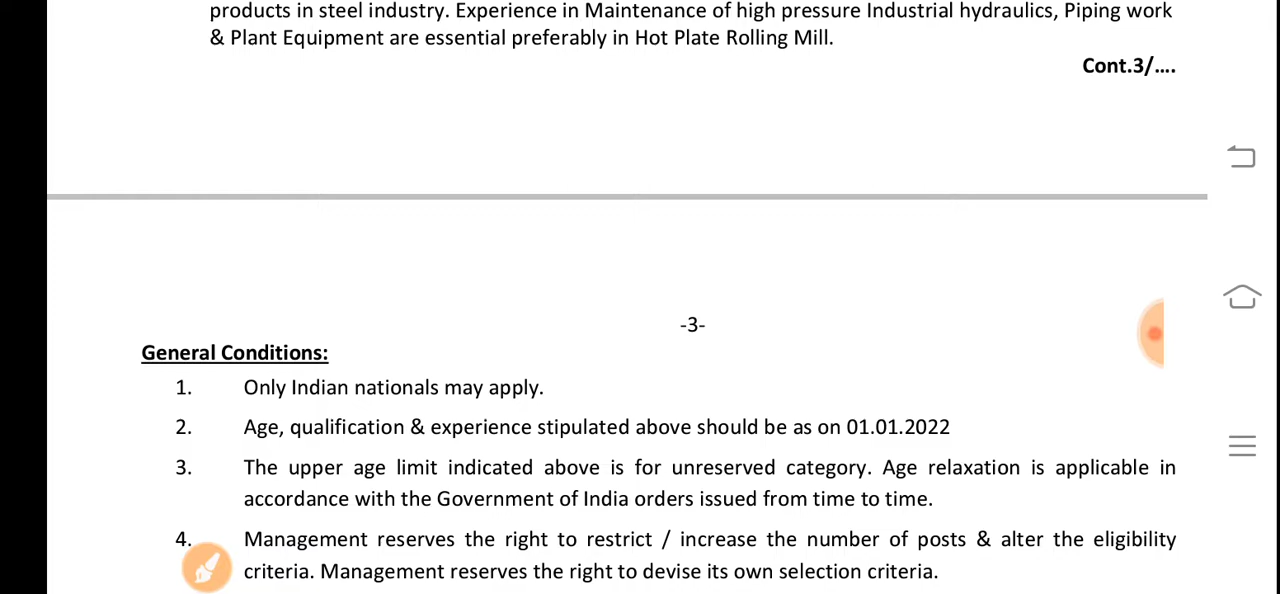 products in steel industry. Experience in Maintenance of high pressure Industrial hydraulics, Piping work
& Plant Equipment are essential preferably in Hot Plate Rolling Mill.
Cont.3/....
-3-
General Conditions:
1. Only Indian nationals may apply.
2. Age, qualification & experience stipulated above should be as on 01.01.2022
3. The upper age limit indicated above is for unreserved category. Age relaxation is applicable in
accordance with the Government of India orders issued from time to time.
4. Management reserves the right to restrict / increase the number of posts & alter the eligibility
criteria. Management reserves the right to devise its own selection criteria.